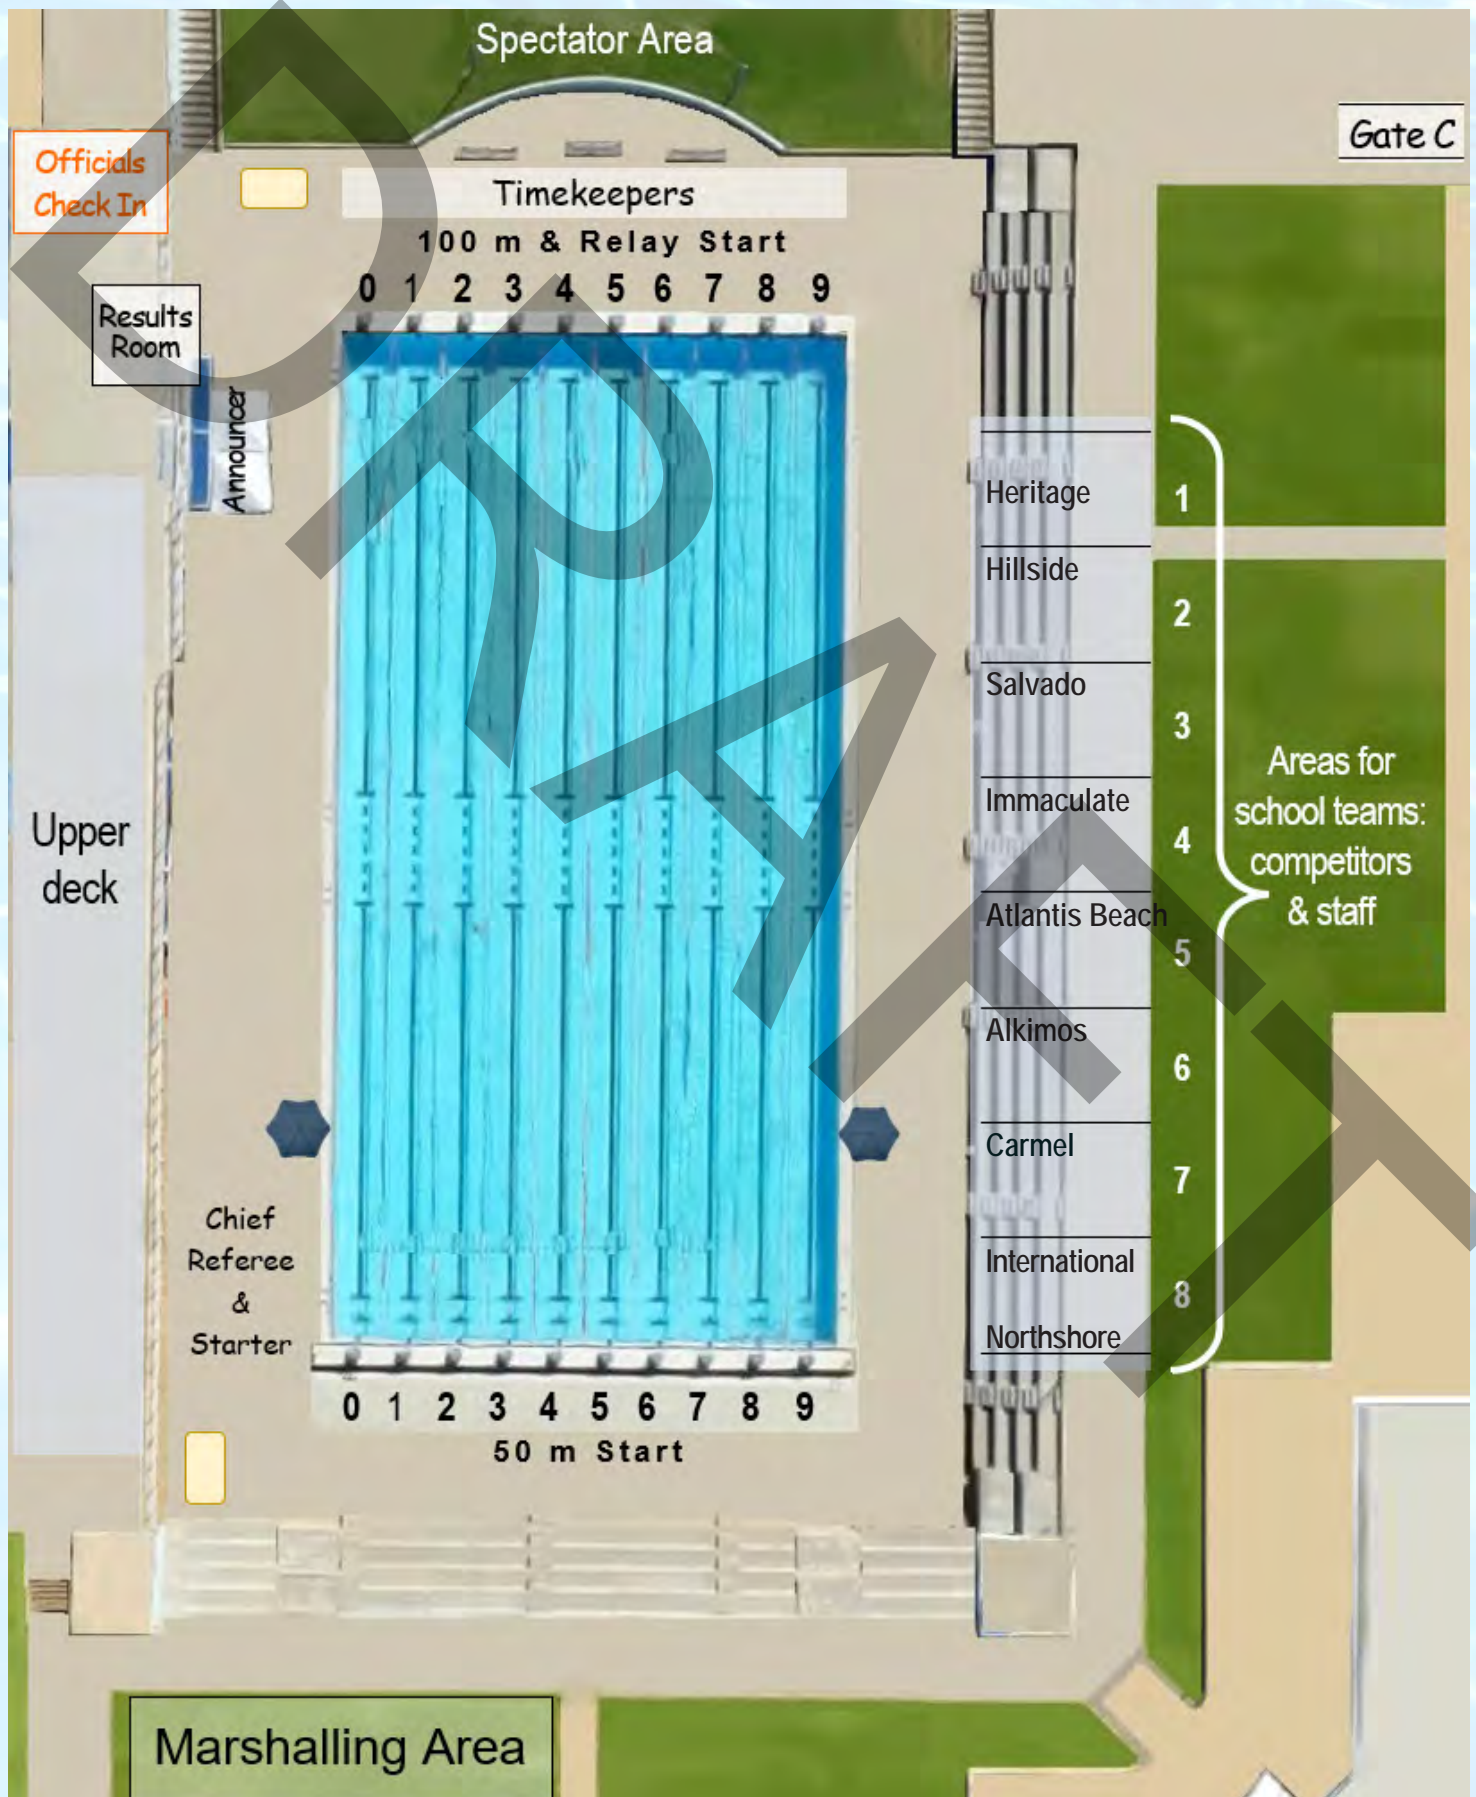 Spectator Area
Gate C
Officials
Check In
Timekeepers
100 m & Relay Start
0 1 2 3 4 5 6 7 8 9
Results
Room
Announcer
Heritage
1
Hillside
2
Salvado
3
Immaculate
4
Atlantis Beach
5
Alkimos
6
Carmel
7
International
8
Northshore
Areas for
school teams:
competitors
& staff
Upper
deck
Chief
Referee
&
Starter
0 1 2 3 4 5 6 7 8 9
50 m Start
Marshalling Area
DRAFT